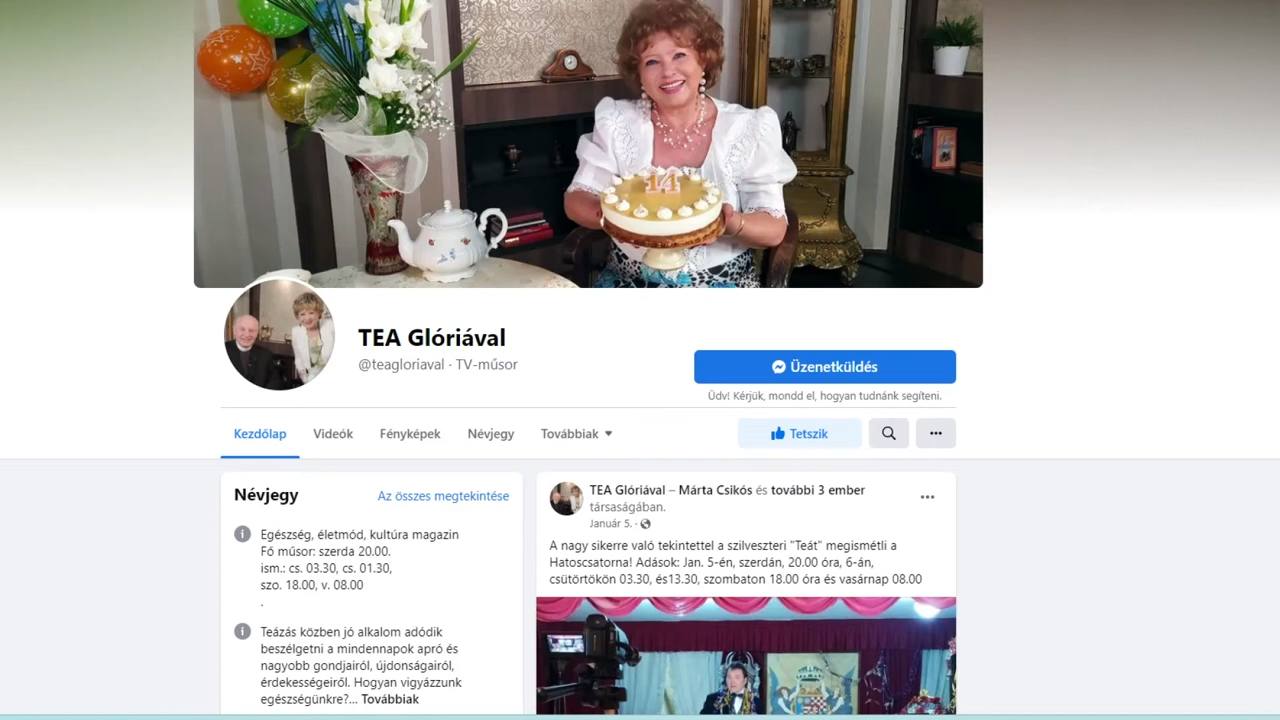 14
TEA Glóriával
@teagloriaval · TV-műsor
Üzenetküldés
Üdv! Kérjük, mondd el, hogyan tudnánk segíteni.
Kezdőlap Videók Fényképek Névjegy Továbbiak
Tetszik
Névjegy Az összes megtekintése
Egészség, életmód, kultúra magazin
Fő műsor: szerda 20.00.
ism.: cs. 03.30, cs. 01.30,
szo. 18.00, v. 08.00
.
Teázás közben jó alkalom adódik
beszélgetni a mindennapok apró és
nagyobb gondjairól, újdonságairól,
érdekességeiről. Hogyan vigyázzunk
egészségünkre?... Továbbiak
TEA Glóriával – Márta Csikós és további 3 ember
társaságában.
Január 5. ·
A nagy sikerre való tekintettel a szilveszteri "Teát" megismétli a
Hatoscsatorna! Adások: Jan. 5-én, szerdán, 20.00 óra, 6-án,
csütörtökön 03.30, és13.30, szombaton 18.00 óra és vasárnap 08.00